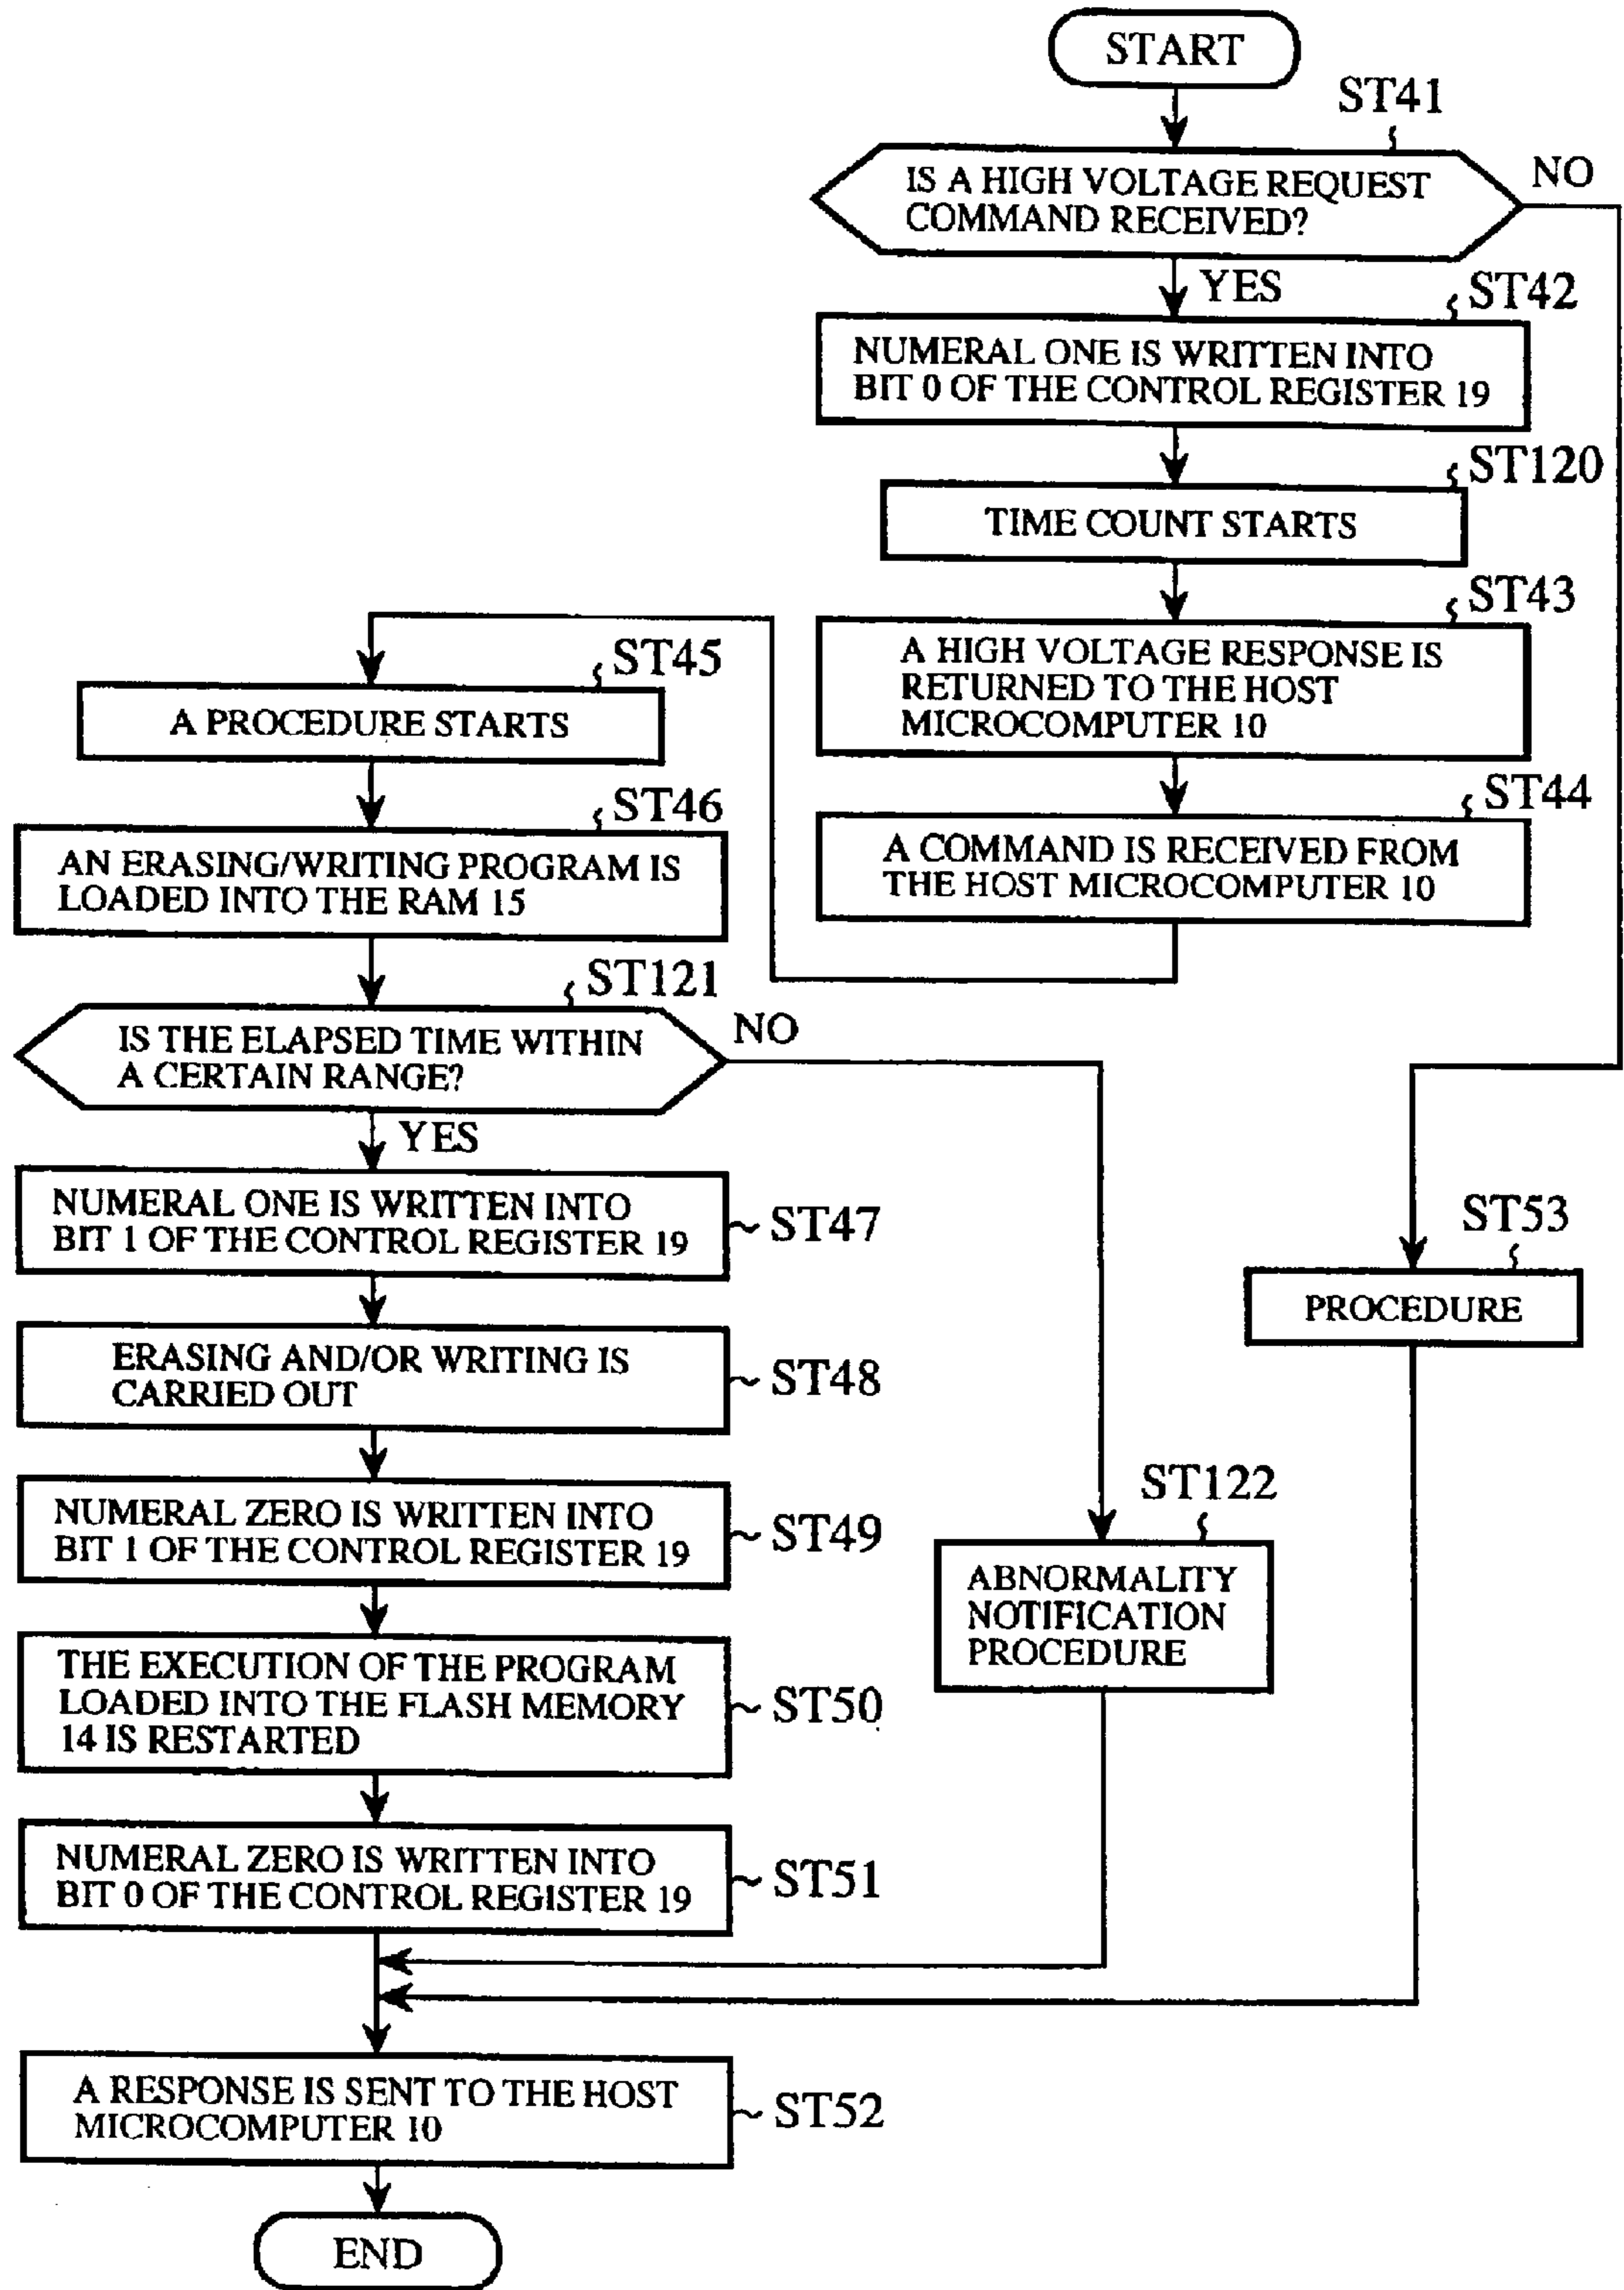 START
ST41
IS A HIGH VOLTAGE REQUEST
COMMAND RECEIVED?
NO
YES
ST42
NUMERAL ONE IS WRITTEN INTO
BIT 0 OF THE CONTROL REGISTER 19
ST120
TIME COUNT STARTS
ST43
A HIGH VOLTAGE RESPONSE IS
RETURNED TO THE HOST
MICROCOMPUTER 10
ST44
A COMMAND IS RECEIVED FROM
THE HOST MICROCOMPUTER 10
ST45
A PROCEDURE STARTS
ST46
AN ERASING/WRITING PROGRAM IS
LOADED INTO THE RAM 15
ST121
IS THE ELAPSED TIME WITHIN
A CERTAIN RANGE?
NO
YES
NUMERAL ONE IS WRITTEN INTO
BIT 1 OF THE CONTROL REGISTER 19
ST47
ERASING AND/OR WRITING IS
CARRIED OUT
ST48
NUMERAL ZERO IS WRITTEN INTO
BIT 1 OF THE CONTROL REGISTER 19
ST49
THE EXECUTION OF THE PROGRAM
LOADED INTO THE FLASH MEMORY
14 IS RESTARTED
ST50
NUMERAL ZERO IS WRITTEN INTO
BIT 0 OF THE CONTROL REGISTER 19
ST51
ST122
ABNORMALITY
NOTIFICATION
PROCEDURE
ST53
PROCEDURE
A RESPONSE IS SENT TO THE HOST
MICROCOMPUTER 10
ST52
END